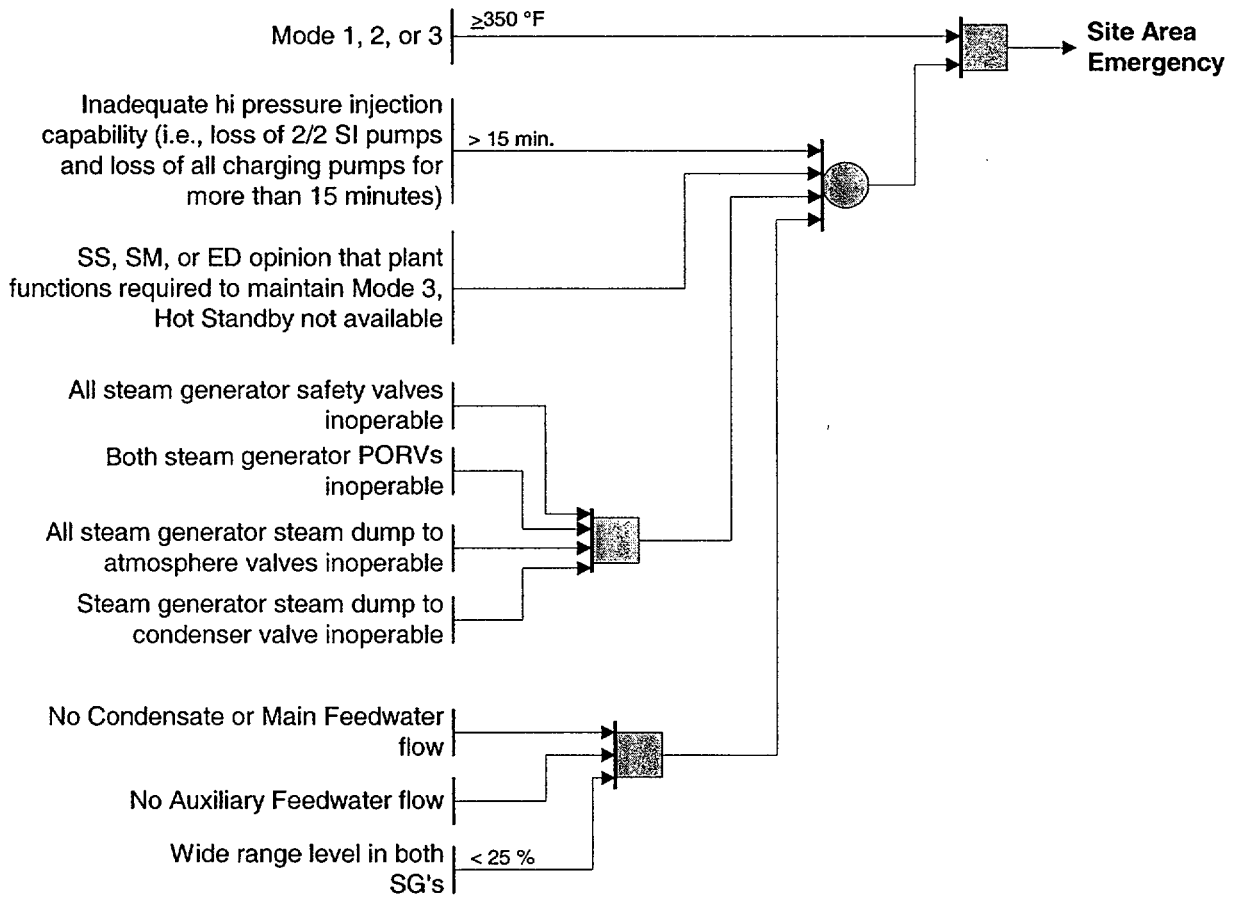 Mode 1, 2, or 3
≥350 °F
Site Area
Emergency
Inadequate hi pressure injection
capability (i.e., loss of 2/2 SI pumps
and loss of all charging pumps for
more than 15 minutes)
> 15 min.
SS, SM, or ED opinion that plant
functions required to maintain Mode 3,
Hot Standby not available
All steam generator safety valves
inoperable
Both steam generator PORVs
inoperable
All steam generator steam dump to
atmosphere valves inoperable
Steam generator steam dump to
condenser valve inoperable
No Condensate or Main Feedwater
flow
No Auxiliary Feedwater flow
Wide range level in both
SG's
< 25 %